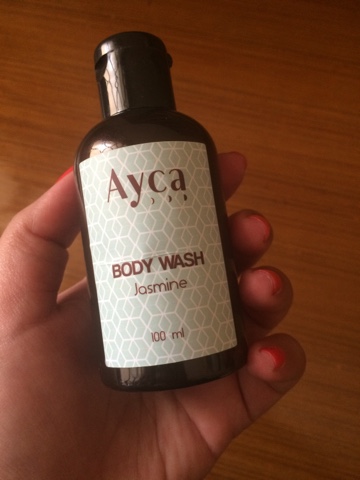 Ayca
BODY WASH
Jasmine
100 ml